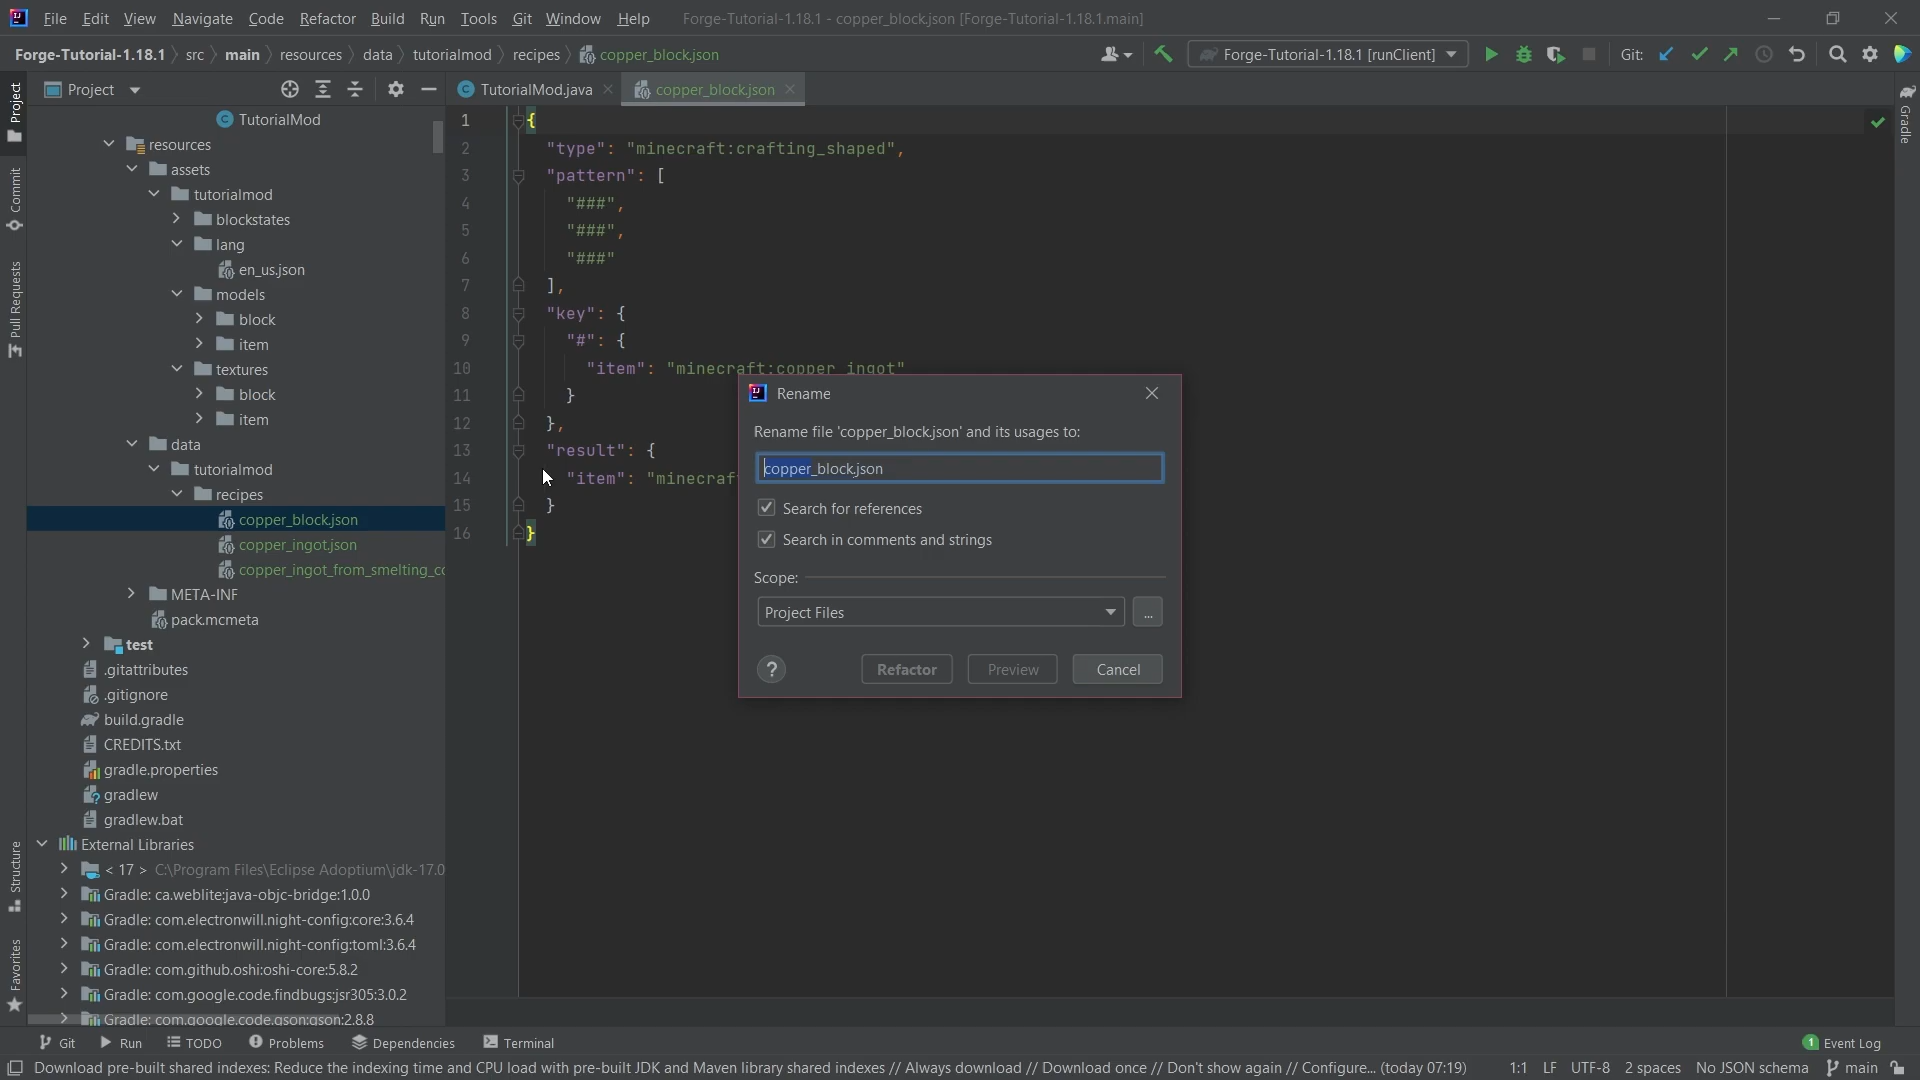 File Edit View Navigate Code Refactor Build Run Tools Git Window Help Forge-Tutorial-1.18.1 - copper_block.json [Forge-Tutorial-1.18.1.main]
Forge-Tutorial-1.18.1 src main resources data tutorialmod recipes copper_block.json Forge-Tutorial-1.18.1 [runClient] Git:
Project
TutorialMod.java copper_block.json
TutorialMod
resources
assets
tutorialmod
blockstates
lang
en_us.json
models
block
item
textures
block
item
data
tutorialmod
recipes
copper_block.json
copper_ingot.json
copper_ingot_from_smelting_co
META-INF
pack.mcmeta
test
.gitattributes
.gitignore
build.gradle
CREDITS.txt
gradle.properties
gradlew
gradlew.bat
External Libraries
< 17 > C:\Program Files\Eclipse Adoptium\jdk-17.0
Gradle: ca.weblite:java-objc-bridge:1.0.0
Gradle: com.electronwill.night-config:core:3.6.4
Gradle: com.electronwill.night-config:toml:3.6.4
Gradle: com.github.oshi:oshi-core:5.8.2
Gradle: com.google.code.findbugs:jsr305:3.0.2
Gradle: com.google.code.gson:gson:2.8.8
1 {
2 "type": "minecraft:crafting_shaped",
3 "pattern": [
4 "###",
5 "###",
6 "###"
7 ],
8 "key": {
9 "#": {
10 "item": "minecraft:copper_ingot"
11 }
12 },
13 "result": {
14 "item": "minecraf
15 }
16 }
Rename
Rename file 'copper_block.json' and its usages to:
copper_block.json
Search for references
Search in comments and strings
Scope:
Project Files ...
? Refactor Preview Cancel
Project
Commit
Pull Requests
Structure
Favorites
Gradle
Git Run TODO Problems Dependencies Terminal 1 Event Log
Download pre-built shared indexes: Reduce the indexing time and CPU load with pre-built JDK and Maven library shared indexes // Always download // Download once // Don't show again // Configure... (today 07:19) 1:1 LF UTF-8 2 spaces No JSON schema main